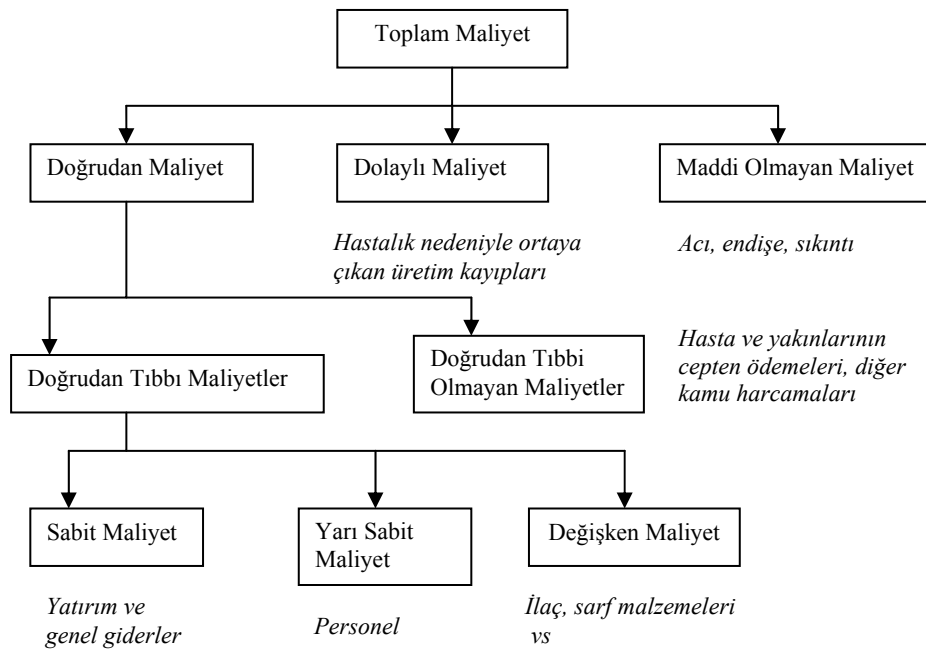 Toplam Maliyet
Doğrudan Maliyet
Dolaylı Maliyet
Maddi Olmayan Maliyet
Hastalık nedeniyle ortaya
çıkan üretim kayıpları
Acı, endişe, sıkıntı
Doğrudan Tıbbı Maliyetler
Doğrudan Tıbbi
Olmayan Maliyetler
Hasta ve yakınlarının
cepten ödemeleri, diğer
kamu harcamaları
Sabit Maliyet
Yarı Sabit
Maliyet
Değişken Maliyet
Yatırım ve
genel giderler
Personel
İlaç, sarf malzemeleri
vs